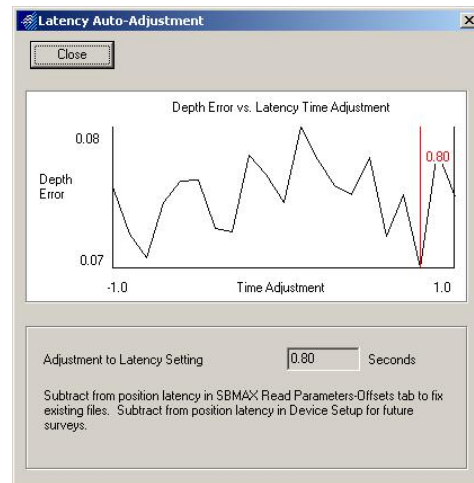 Latency Auto-Adjustment
Close
Depth Error vs. Latency Time Adjustment
0.08
0.80
Depth
Error
0.07
-1.0 Time Adjustment 1.0
Adjustment to Latency Setting 0.80 Seconds
Subtract from position latency in SBMAX Read Parameters-Offsets tab to fix
existing files. Subtract from position latency in Device Setup for future
surveys.